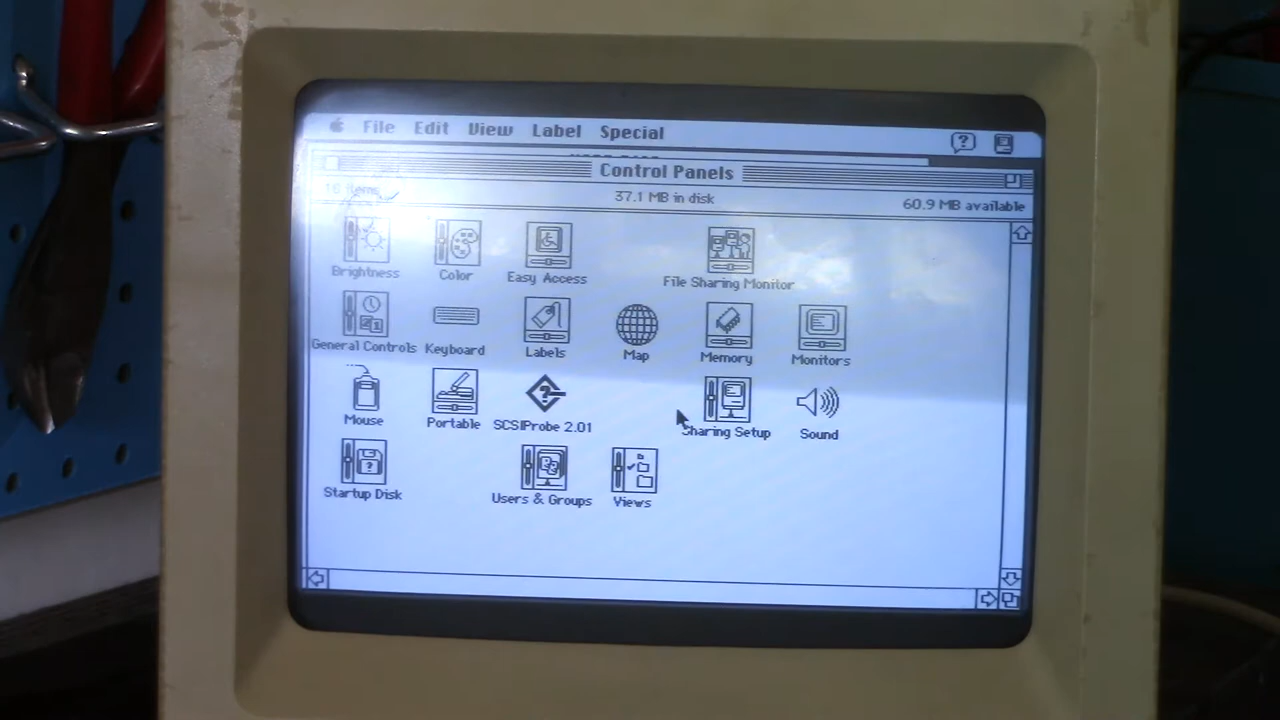 File Edit View Label Special
Control Panels
16 items 37.1 MB in disk 60.9 MB available
Brightness Color Easy Access File Sharing Monitor
General Controls Keyboard Labels Map Memory Monitors
Mouse Portable SCSIProbe 2.01 Sharing Setup Sound
Startup Disk Users & Groups Views